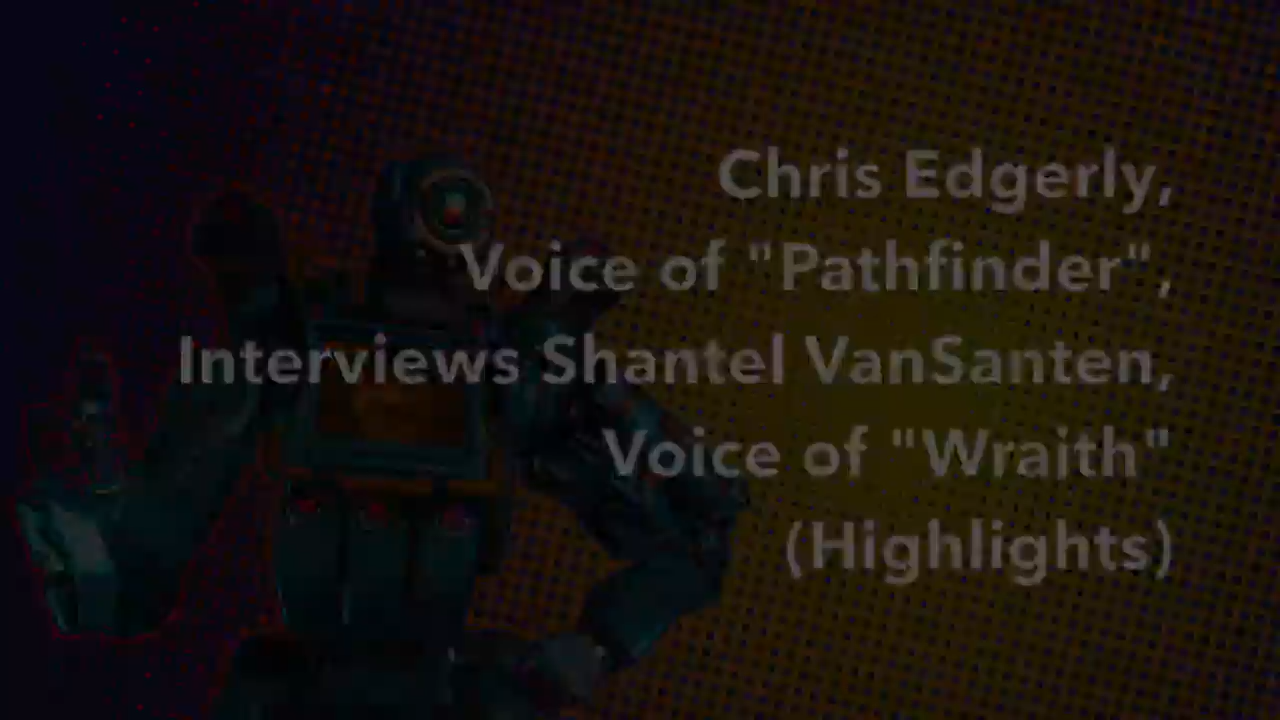 Chris Edgerly,
Voice of "Pathfinder",
Interviews Shantel VanSanten,
Voice of "Wraith"
(Highlights)